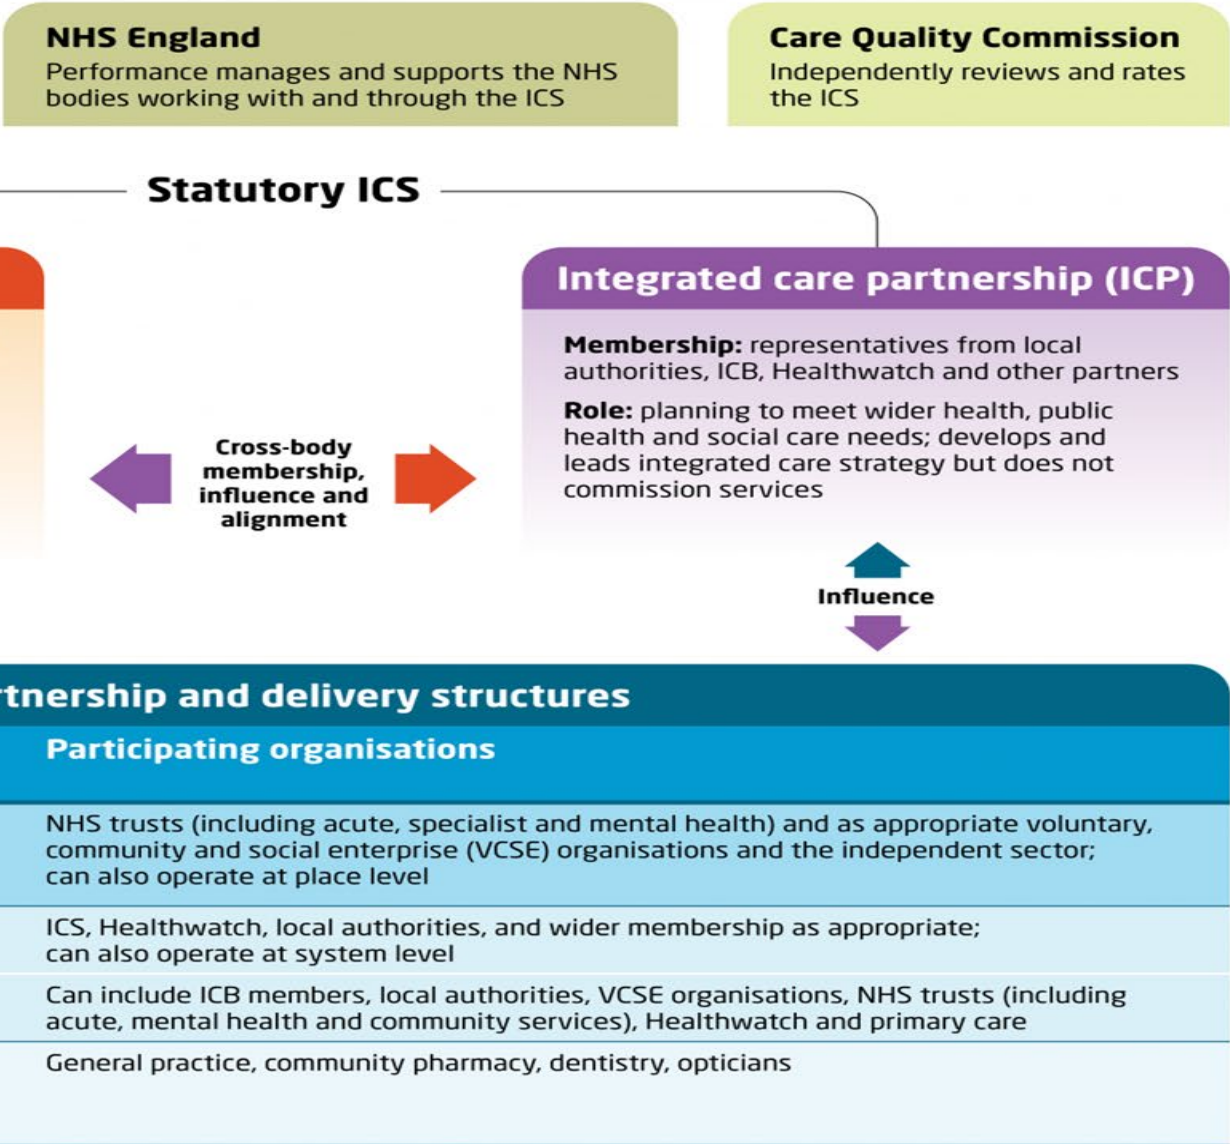 NHS England
Performance manages and supports the NHS
bodies working with and through the ICS
Care Quality Commission
Independently reviews and rates
the ICS
Statutory ICS
Integrated care partnership (ICP)
Membership: representatives from local
authorities, ICB, Healthwatch and other partners
Role: planning to meet wider health, public
health and social care needs; develops and
leads integrated care strategy but does not
commission services
Cross-body
membership,
influence and
alignment
Influence
rtnership and delivery structures
Participating organisations
NHS trusts (including acute, specialist and mental health) and as appropriate voluntary,
community and social enterprise (VCSE) organisations and the independent sector;
can also operate at place level
ICS, Healthwatch, local authorities, and wider membership as appropriate;
can also operate at system level
Can include ICB members, local authorities, VCSE organisations, NHS trusts (including
acute, mental health and community services), Healthwatch and primary care
General practice, community pharmacy, dentistry, opticians